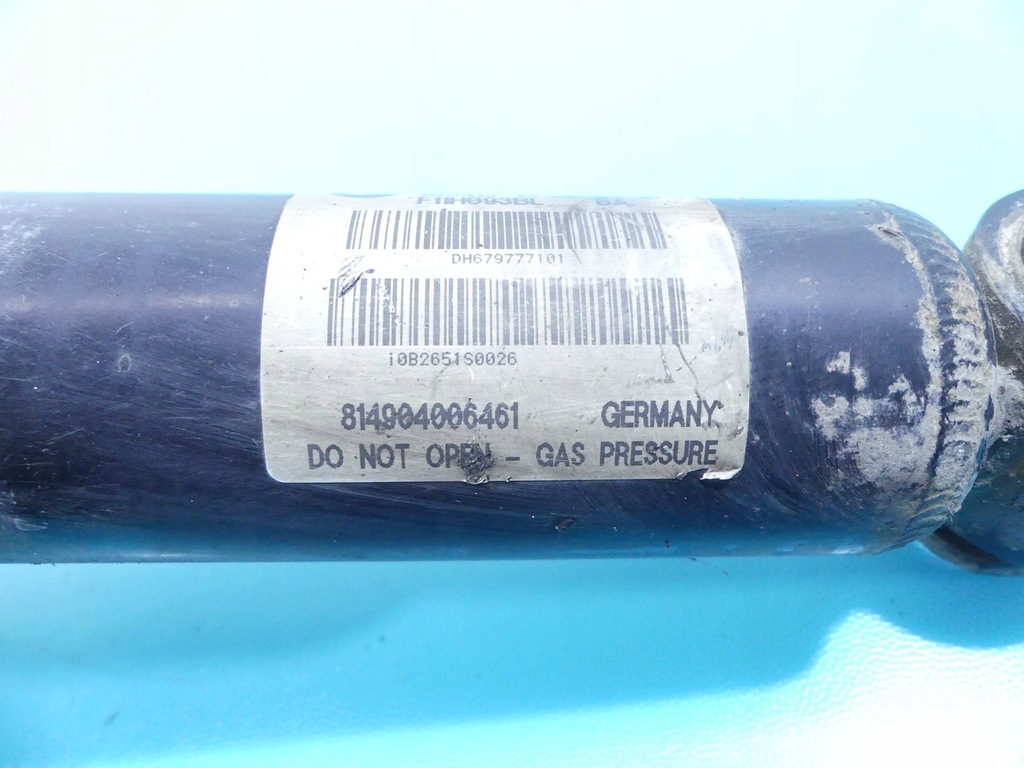 DH679777101
10B2651S0026
814904006461 GERMANY
DO NOT OPEN - GAS PRESSURE